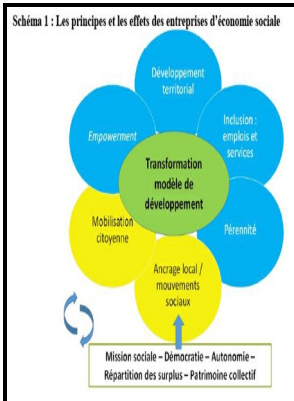 Schéma 1 : Les principes et les effets des entreprises d'économie sociale
Développement
territorial
Empowerment
Inclusion :
emplois et
services
Transformation
modèle de
développement
Mobilisation
citoyenne
Pérennité
Ancrage local /
mouvements
sociaux
Mission sociale – Démocratie – Autonomie –
Répartition des surplus – Patrimoine collectif